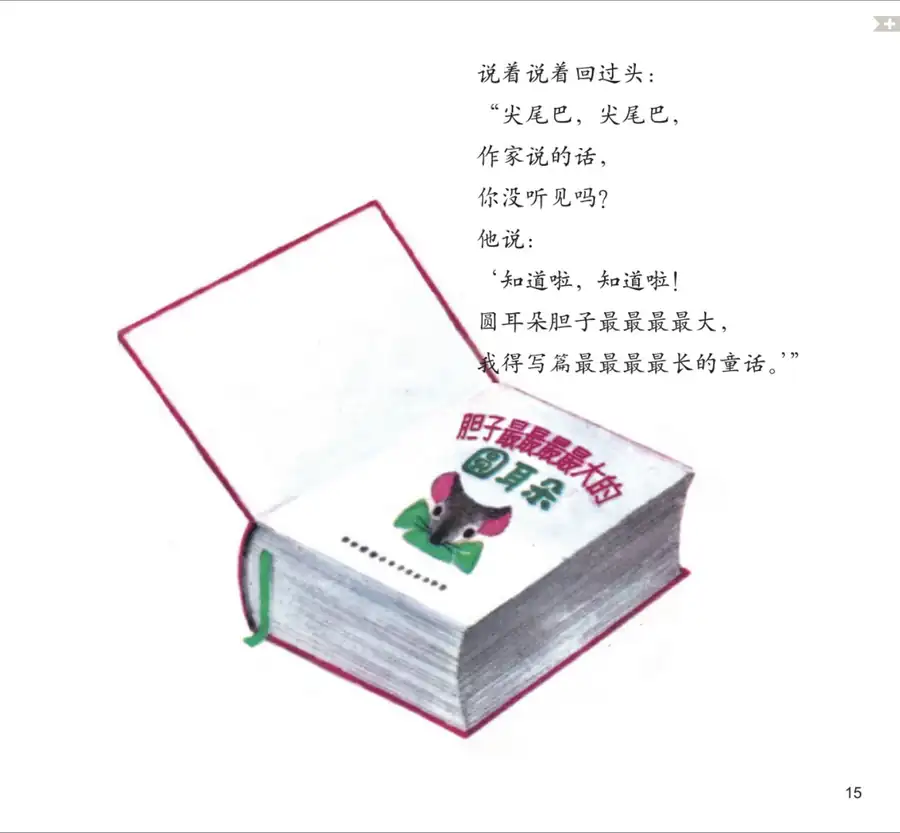 说着说着回过头：
“尖尾巴，尖尾巴，
作家说的话，
你没听见吗？
他说：
‘知道啦，知道啦！
圆耳朵胆子最最最最大，
我得写篇最最最最长的童话。’”
胆子最最最最大的
圆耳朵
15